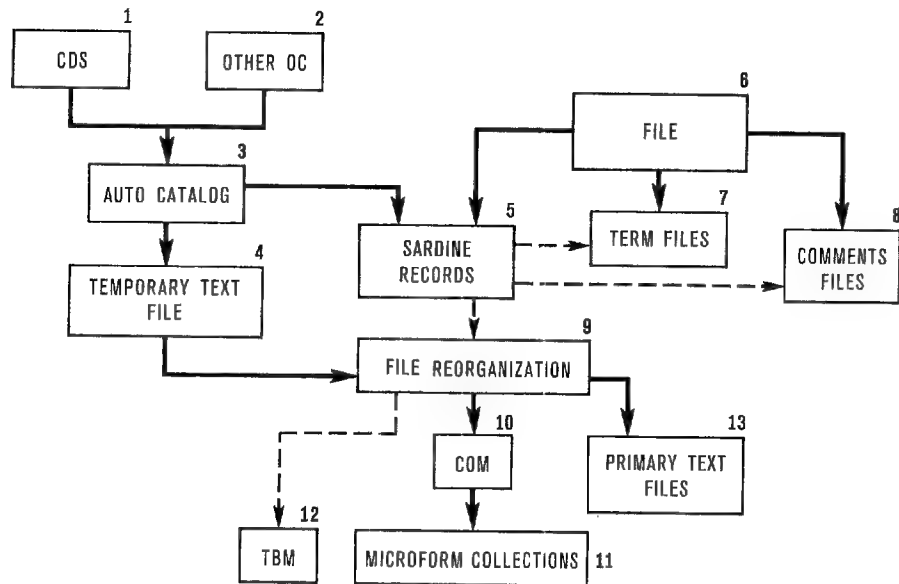 1
CDS
2
OTHER OC
3
AUTO CATALOG
4
TEMPORARY TEXT
FILE
5
SARDINE
RECORDS
6
FILE
7
TERM FILES
8
COMMENTS
FILES
9
FILE REORGANIZATION
10
COM
MICROFORM COLLECTIONS 11
12
TBM
13
PRIMARY TEXT
FILES